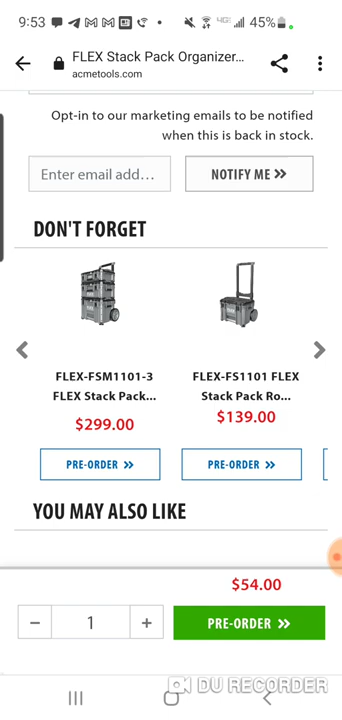 9:53
4G
45%
FLEX Stack Pack Organizer...
acmetools.com
Opt-in to our marketing emails to be notified
when this is back in stock.
Enter email add...
NOTIFY ME
DON'T FORGET
FLEX-FSM1101-3
FLEX Stack Pack...
$299.00
PRE-ORDER
FLEX-FS1101 FLEX
Stack Pack Ro...
$139.00
PRE-ORDER
YOU MAY ALSO LIKE
$54.00
1
PRE-ORDER
DU RECORDER